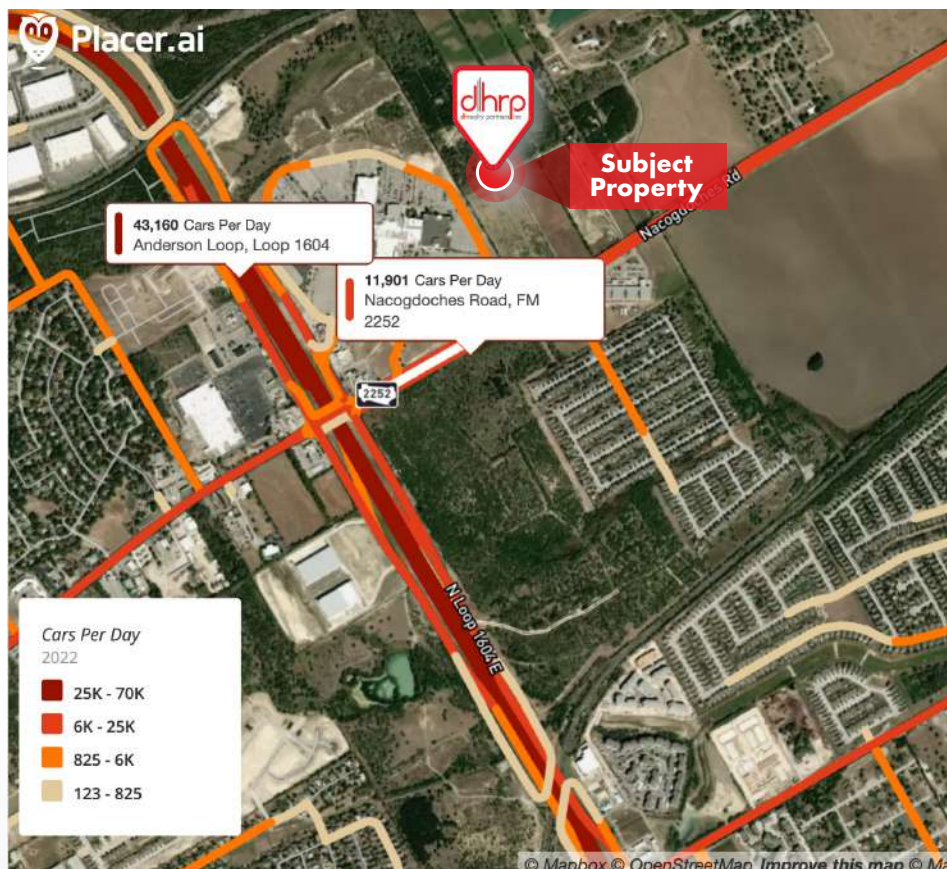 Placer.ai
dhrp
Subject
Property
Nacogdoches Rd
43,160 Cars Per Day
Anderson Loop, Loop 1604
11,901 Cars Per Day
Nacogdoches Road, FM
2252
2252
N Loop 1604 E
Cars Per Day
2022
25K - 70K
6K - 25K
825 - 6K
123 - 825
© Mapbox © OpenStreetMap Improve this map © Ma